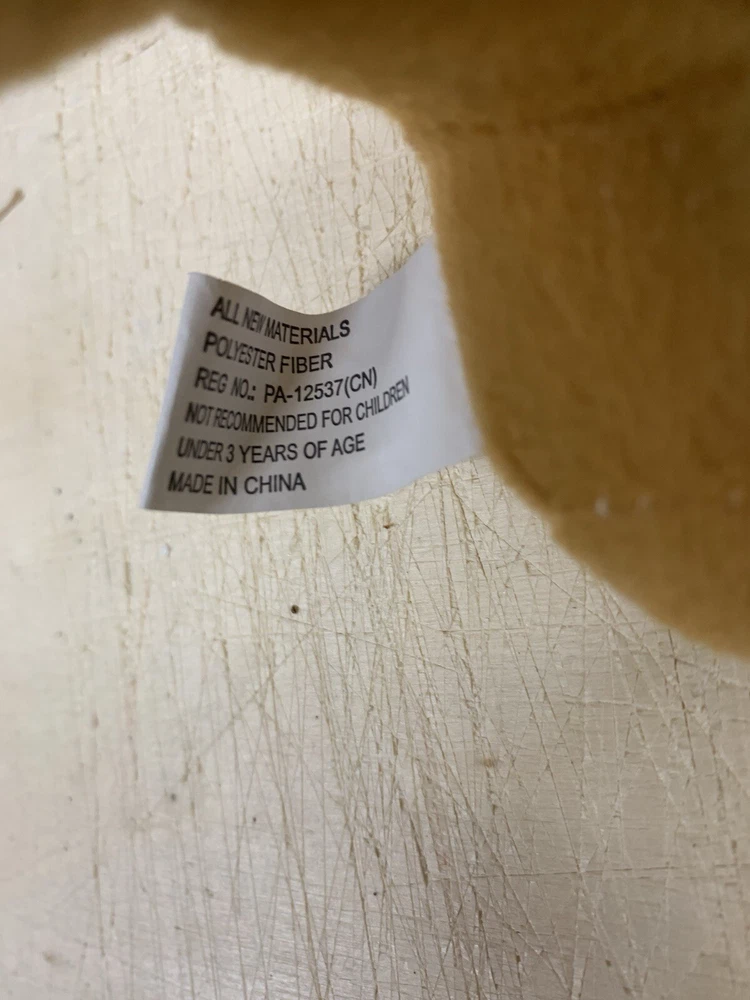 ALL NEW MATERIALS
POLYESTER FIBER
REG NO.: PA-12537(CN)
NOT RECOMMENDED FOR CHILDREN
UNDER 3 YEARS OF AGE
MADE IN CHINA